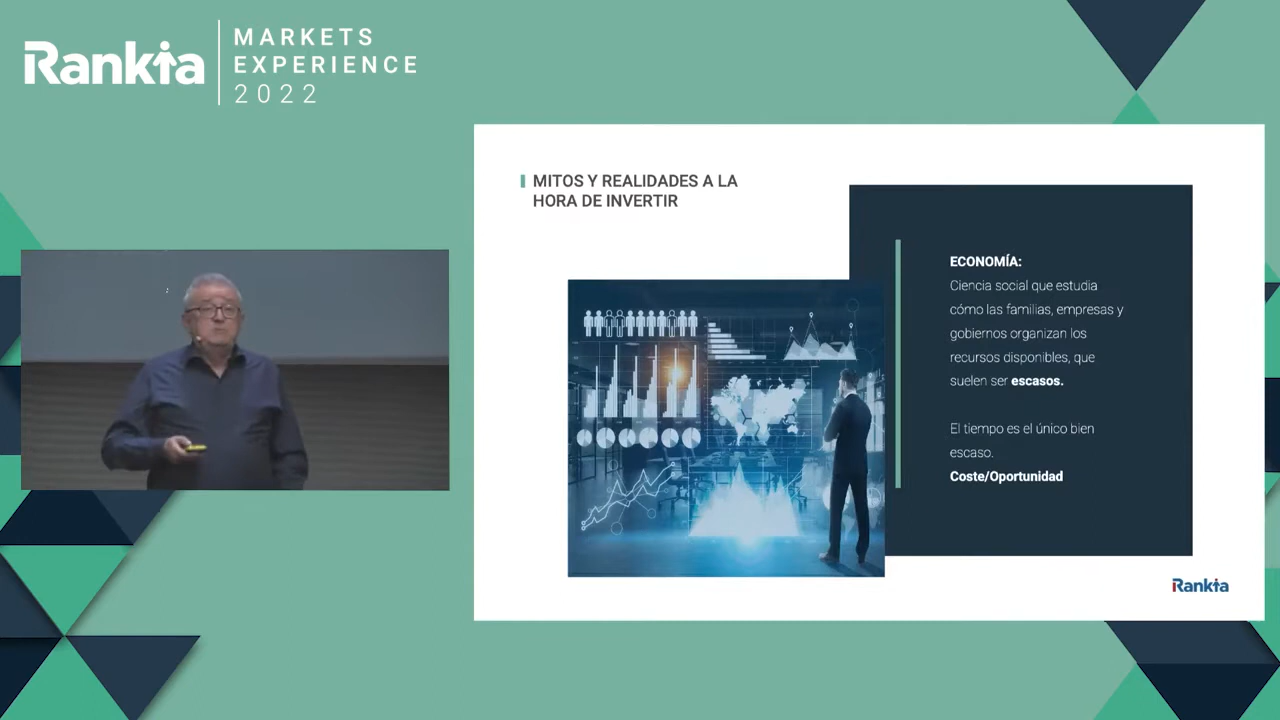 Rankia
MARKETS
EXPERIENCE
2022
MITOS Y REALIDADES A LA
HORA DE INVERTIR
ECONOMÍA:
Ciencia social que estudia
cómo las familias, empresas y
gobiernos organizan los
recursos disponibles, que
suelen ser escasos.
El tiempo es el único bien
escaso.
Coste/Oportunidad
Rankia